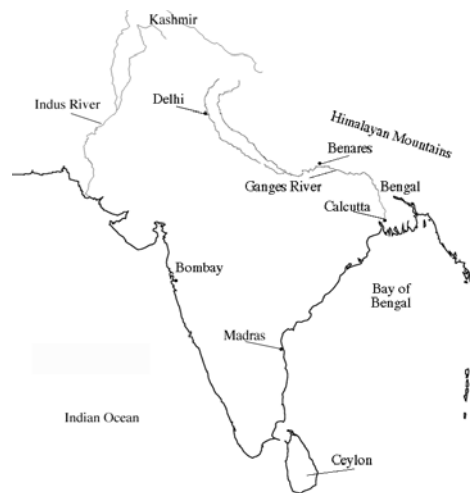 Kashmir
Indus River
Delhi
Himalayan Mountains
Benares
Ganges River
Bengal
Calcutta
Bombay
Bay of
Bengal
Madras
Indian Ocean
Ceylon